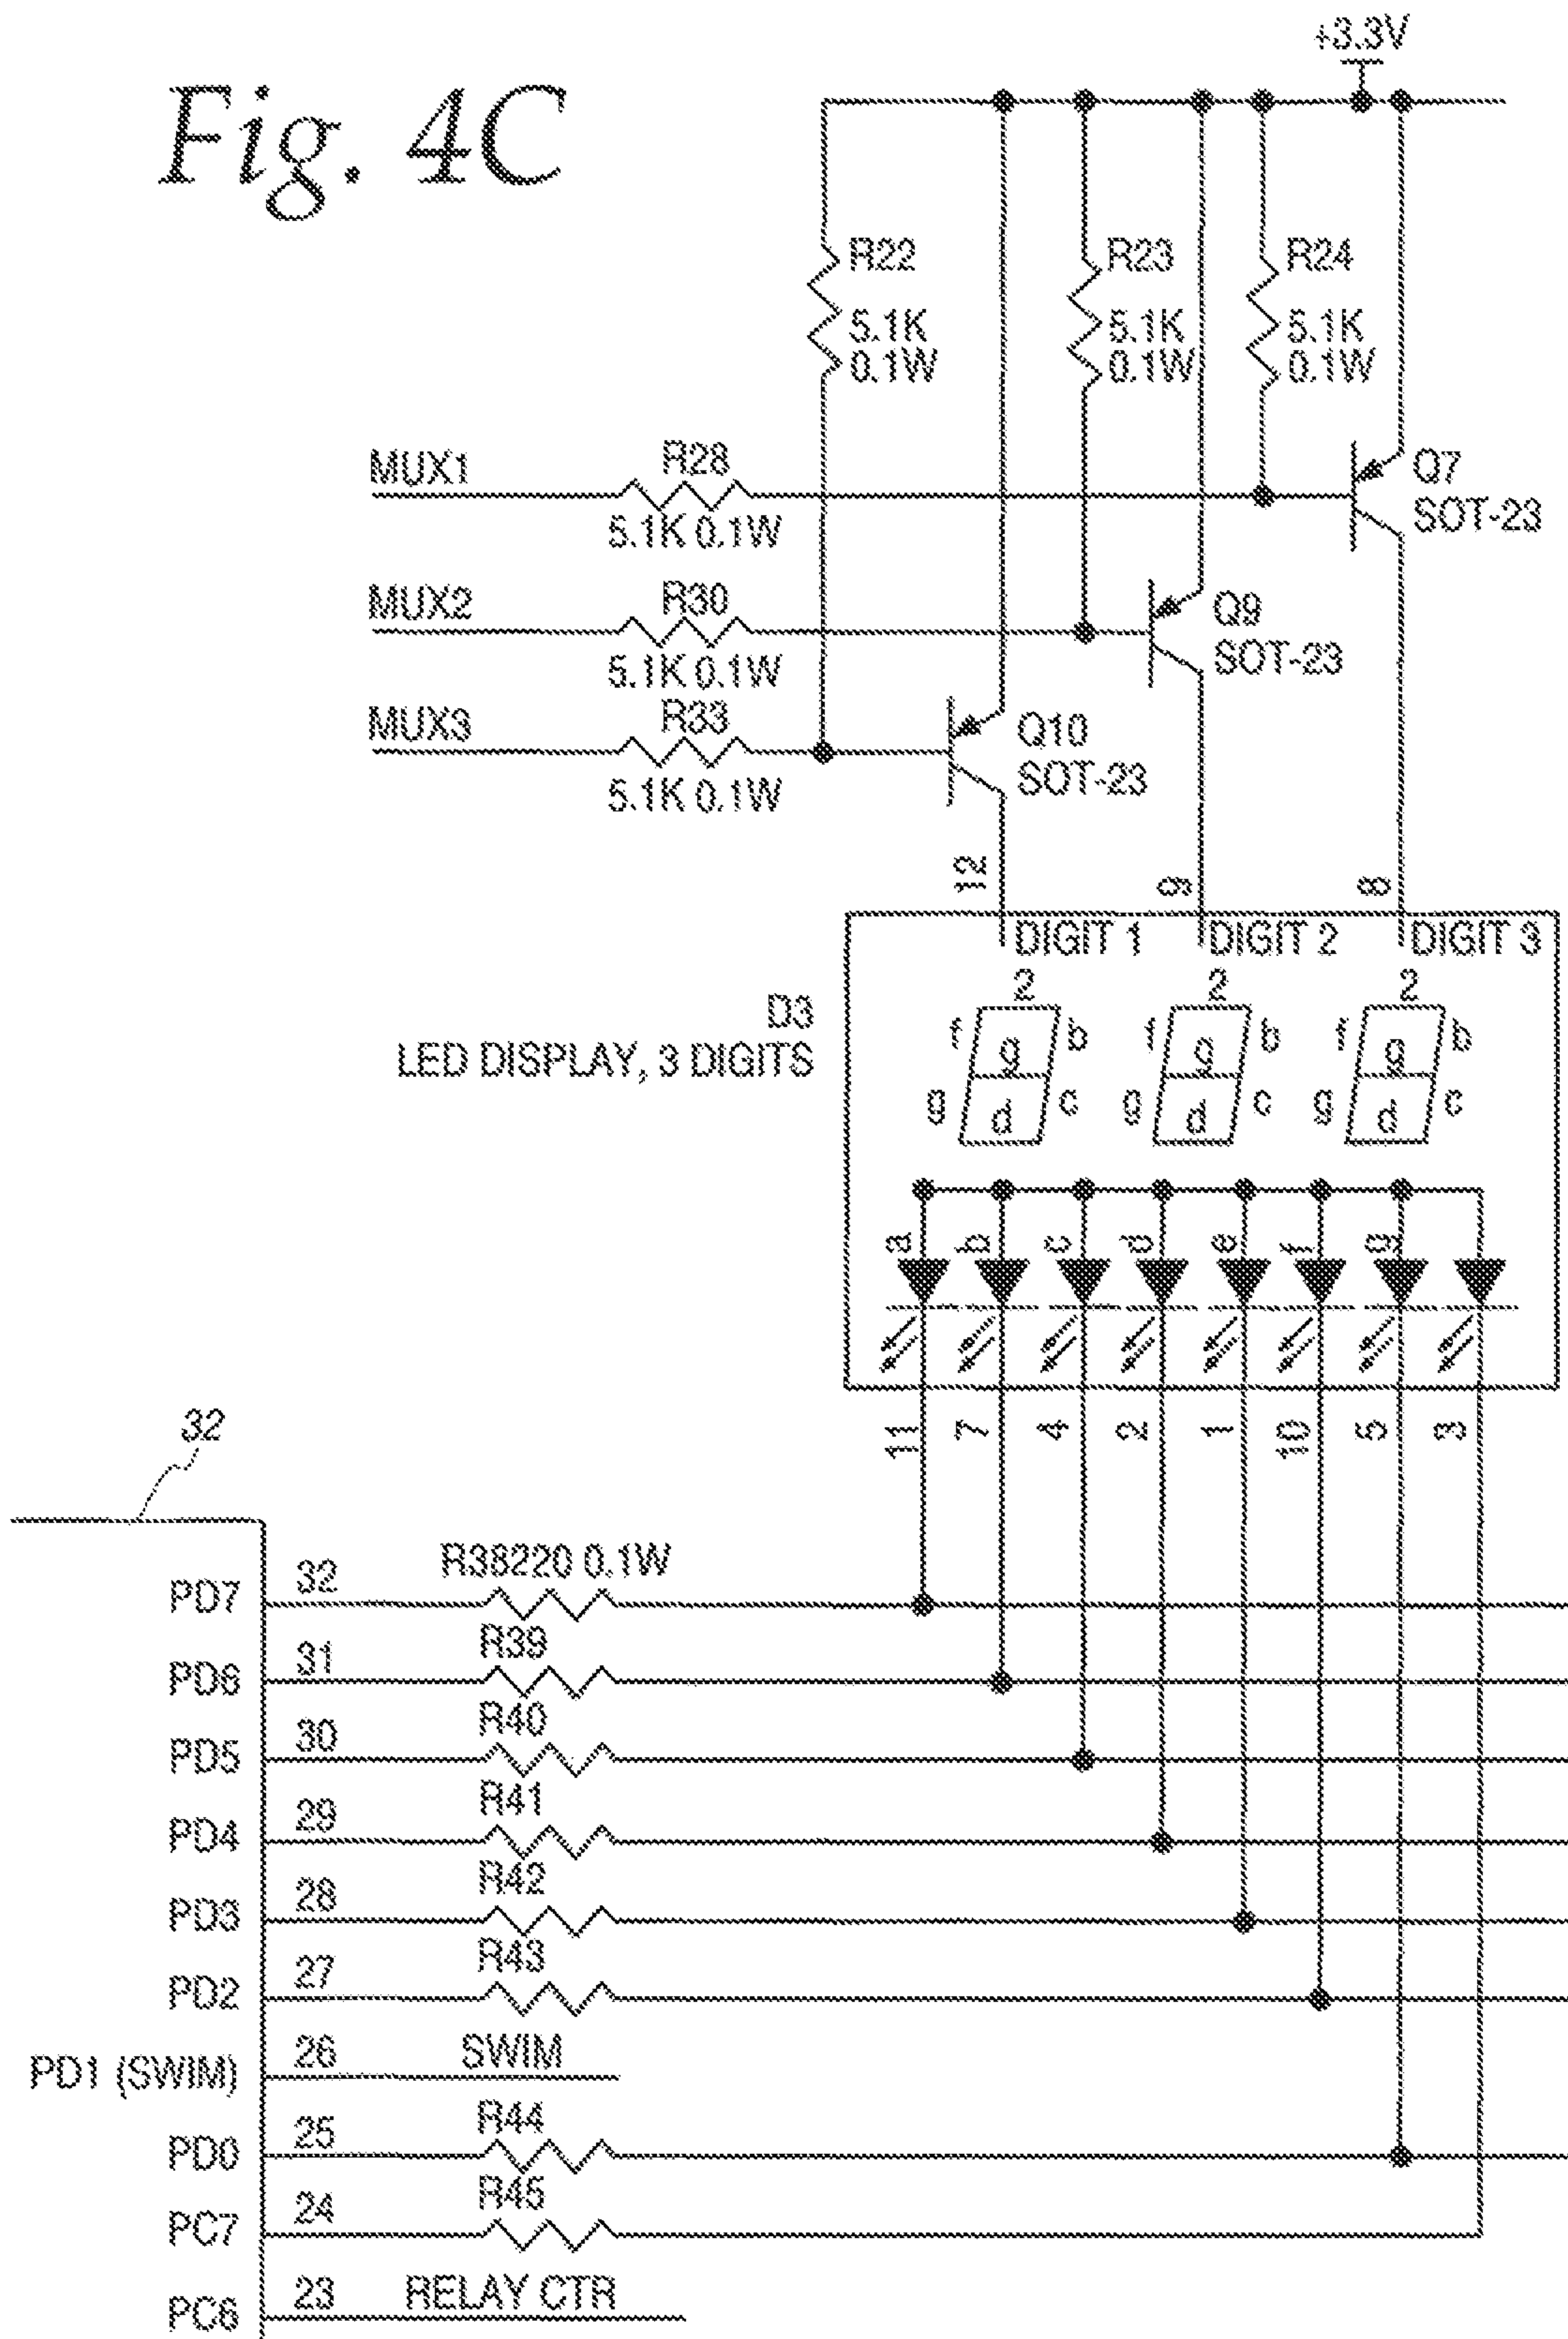 Fig. 4C
+3.3V
R22
5.1K
0.1W
R23
5.1K
0.1W
R24
5.1K
0.1W
MUX1
R28
5.1K 0.1W
Q7
SOT-23
MUX2
R30
5.1K 0.1W
Q9
SOT-23
MUX3
R33
5.1K 0.1W
Q10
SOT-23
12
9
8
DIGIT 1
DIGIT 2
DIGIT 3
D3
LED DISPLAY, 3 DIGITS
2
f
g
b
g
d
c
2
f
g
b
g
d
c
2
f
g
b
g
d
c
a
b
c
d
e
f
g
11
7
4
2
1
10
5
3
32
PD7
32
R38220 0.1W
PD6
31
R39
PD5
30
R40
PD4
29
R41
PD3
28
R42
PD2
27
R43
PD1 (SWIM)
26
SWIM
PD0
25
R44
PC7
24
R45
PC6
23
RELAY CTR